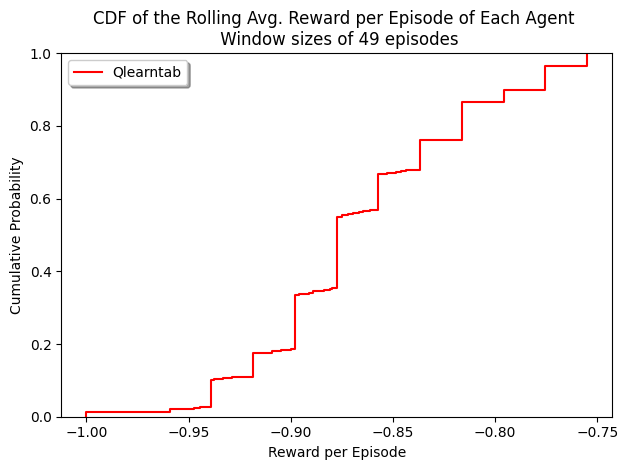 CDF of the Rolling Avg. Reward per Episode of Each Agent
Window sizes of 49 episodes
Qlearntab
Cumulative Probability
1.0
0.8
0.6
0.4
0.2
0.0
−1.00 −0.95 −0.90 −0.85 −0.80 −0.75
Reward per Episode